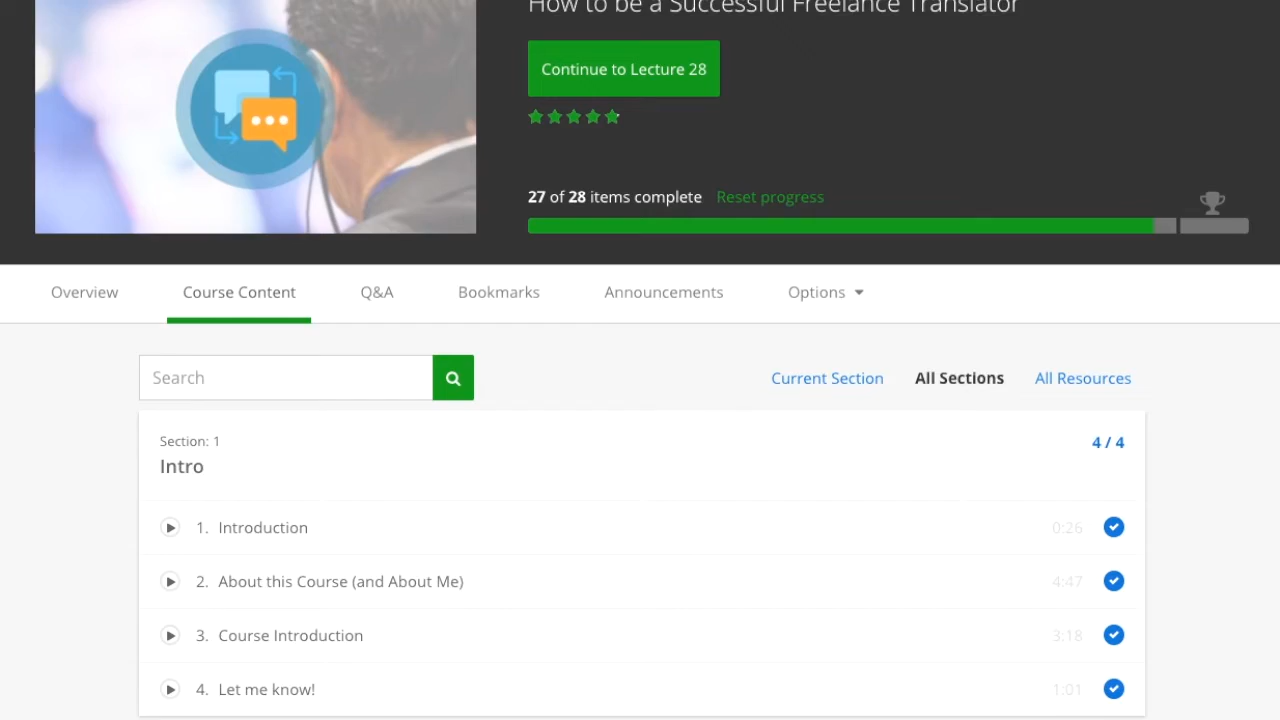 How to be a Successful Freelance Translator
Continue to Lecture 28
27 of 28 items complete Reset progress
Overview Course Content Q&A Bookmarks Announcements Options
Search
Current Section All Sections All Resources
Section: 1
4 / 4
Intro
1. Introduction 0:26
2. About this Course (and About Me) 4:47
3. Course Introduction 3:18
4. Let me know! 1:01